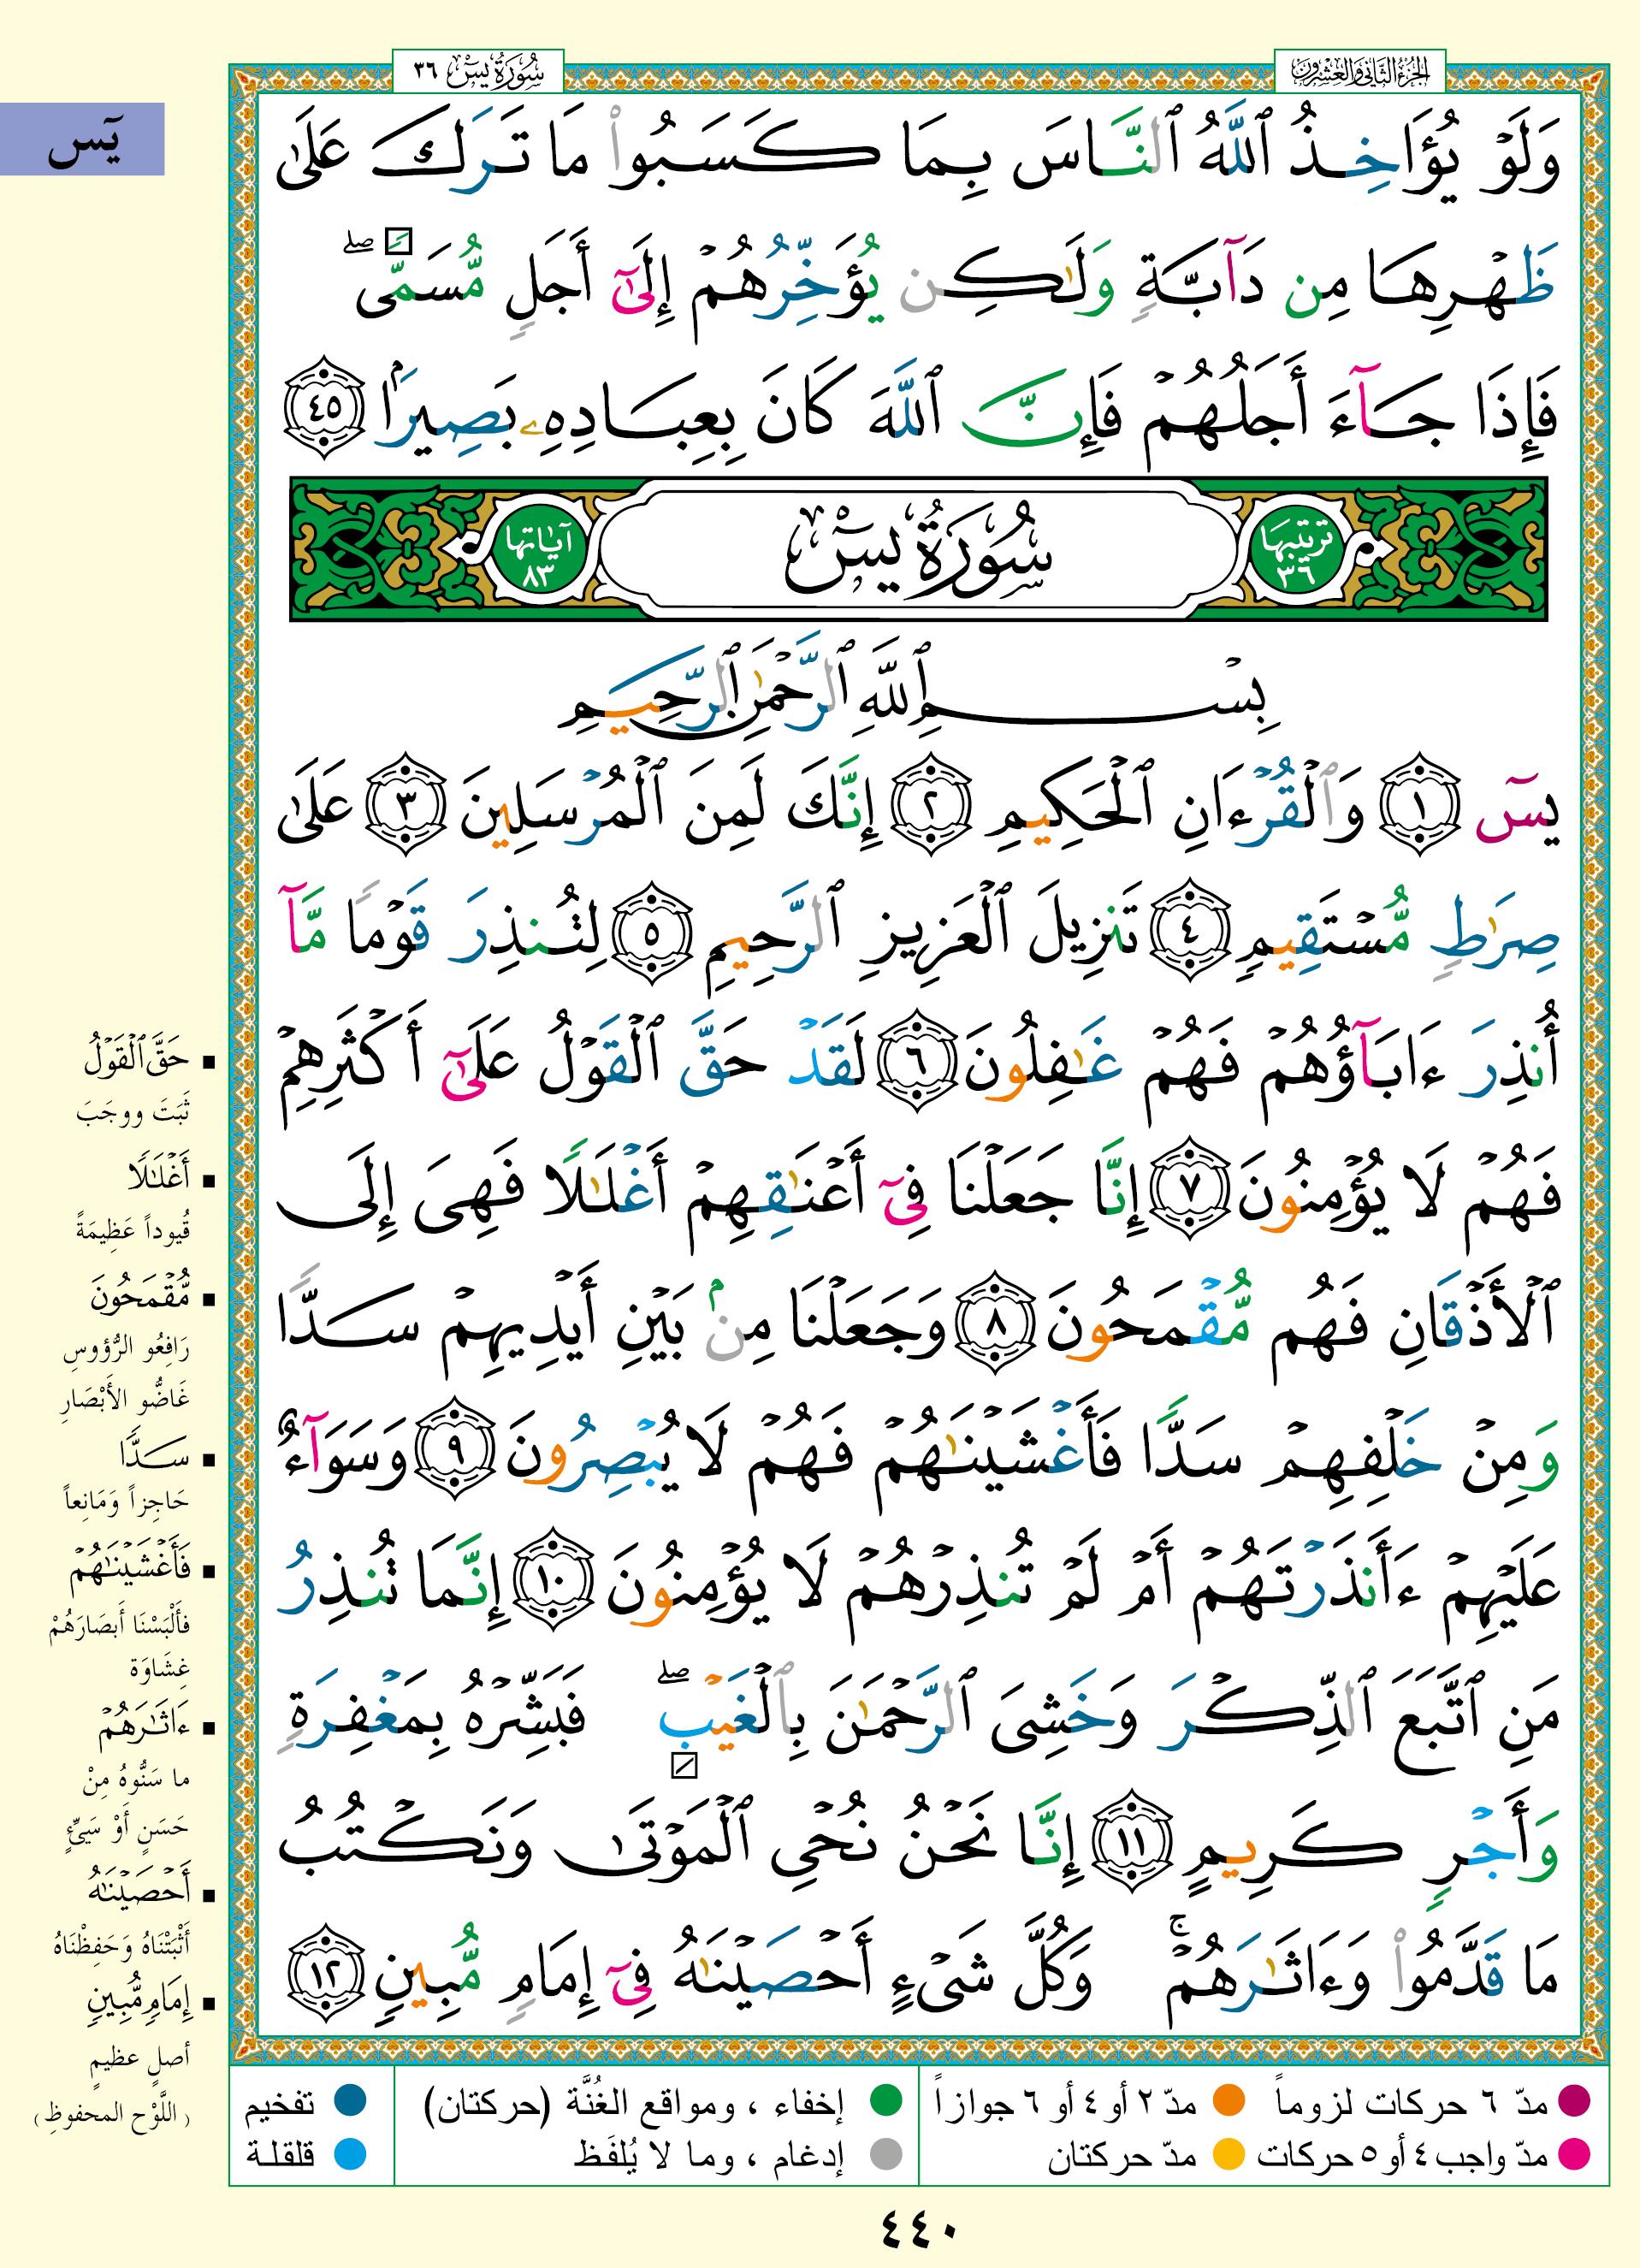 الجزء الثاني والعشرون
سورة يس ٣٦
يٓس
وَلَوۡ يُؤَاخِذُ ٱللَّهُ ٱلنَّاسَ بِمَا كَسَبُواْ مَا تَرَكَ عَلَىٰ
ظَهۡرِهَا مِن دَآبَّةٖ وَلَٰكِن يُؤَخِّرُهُمۡ إِلَىٰٓ أَجَلٖ مُّسَمّٗىۖ
فَإِذَا جَآءَ أَجَلُهُمۡ فَإِنَّ ٱللَّهَ كَانَ بِعِبَادِهِۦ بَصِيرَۢا ٤٥
ترتيبها ٣٦ سُورَةُ يسٓ آياتها ٨٣
بِسۡمِ ٱللَّهِ ٱلرَّحۡمَٰنِ ٱلرَّحِيمِ
يسٓ ١ وَٱلۡقُرۡءَانِ ٱلۡحَكِيمِ ٢ إِنَّكَ لَمِنَ ٱلۡمُرۡسَلِينَ ٣ عَلَىٰ
صِرَٰطٖ مُّسۡتَقِيمٖ ٤ تَنزِيلَ ٱلۡعَزِيزِ ٱلرَّحِيمِ ٥ لِتُنذِرَ قَوۡمٗا مَّآ
أُنذِرَ ءَابَآؤُهُمۡ فَهُمۡ غَٰفِلُونَ ٦ لَقَدۡ حَقَّ ٱلۡقَوۡلُ عَلَىٰٓ أَكۡثَرِهِمۡ
فَهُمۡ لَا يُؤۡمِنُونَ ٧ إِنَّا جَعَلۡنَا فِيٓ أَعۡنَٰقِهِمۡ أَغۡلَٰلٗا فَهِىَ إِلَى
ٱلۡأَذۡقَانِ فَهُم مُّقۡمَحُونَ ٨ وَجَعَلۡنَا مِنۢ بَيۡنِ أَيۡدِيهِمۡ سَدّٗا
وَمِنۡ خَلۡفِهِمۡ سَدّٗا فَأَغۡشَيۡنَٰهُمۡ فَهُمۡ لَا يُبۡصِرُونَ ٩ وَسَوَآءٌ
عَلَيۡهِمۡ ءَأَنذَرۡتَهُمۡ أَمۡ لَمۡ تُنذِرۡهُمۡ لَا يُؤۡمِنُونَ ١٠ إِنَّمَا تُنذِرُ
مَنِ ٱتَّبَعَ ٱلذِّكۡرَ وَخَشِىَ ٱلرَّحۡمَٰنَ بِٱلۡغَيۡبِۖ فَبَشِّرۡهُ بِمَغۡفِرَةٖ
وَأَجۡرٖ كَرِيمٍ ١١ إِنَّا نَحۡنُ نُحۡىِ ٱلۡمَوۡتَىٰ وَنَكۡتُبُ
مَا قَدَّمُواْ وَءَاثَٰرَهُمۡۚ وَكُلَّ شَىۡءٍ أَحۡصَيۡنَٰهُ فِيٓ إِمَامٖ مُّبِينٖ ١٢
حَقَّ ٱلۡقَوۡلُ
ثَبَتَ ووجَبَ
أَغۡلَٰلٗا
قُيوداً عَظِيمَةً
مُّقۡمَحُونَ
رَافِعُو الرُّؤوسِ
غَاضُّو الأَبْصَارِ
سَدّٗا
حَاجِزاً وَمَانِعاً
فَأَغۡشَيۡنَٰهُمۡ
فأَلْبَسْنَا أَبصَارَهُمْ
غِشَاوَة
ءَاثَٰرَهُمۡ
ما سَنُّوهُ مِنْ
حَسَنٍ أَوْ سَيِّئٍ
أَحۡصَيۡنَٰهُ
أَثْبَتْنَاهُ وَحَفِظْنَاهُ
إِمَامٖ مُّبِينٖ
أصلٍ عظيمٍ
(اللَّوْح المحفوظِ)
مدّ ٦ حركات لزوماً مدّ ٢ أو ٤ أو ٦ جوازاً إخفاء ، ومواقع الغُنَّة (حركتان) تفخيم
مدّ واجب ٤ أو ٥ حركات مدّ حركتان إدغام ، وما لا يُلفَظ قلقلة
٤٤٠